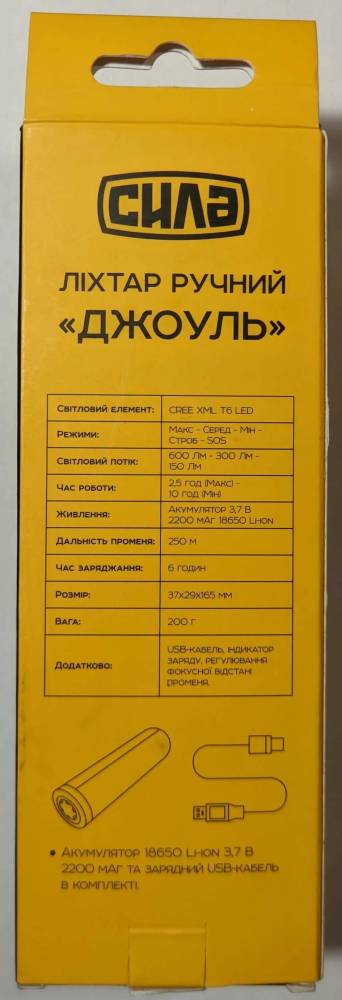 СИЛА
ЛІХТАР РУЧНИЙ
«ДЖОУЛЬ»
Світловий елемент: CREE XML T6 LED
Режими: Макс - Серед - Мін -
Строб - SOS
Світловий потік: 600 Лм - 300 Лм -
150 Лм
Час роботи: 2,5 год (Макс) -
10 год (Мін)
Живлення: Акумулятор 3,7 В
2200 мАг 18650 Li-ion
Дальність променя: 250 м
Час заряджання: 6 годин
Розмір: 37х29х165 мм
Вага: 200 г
Додатково: USB-кабель, індикатор
заряду, регулювання
фокусної відстані
променя.
• Акумулятор 18650 Li-ion 3,7 В
2200 мАг та зарядний USB-кабель
в комплекті.